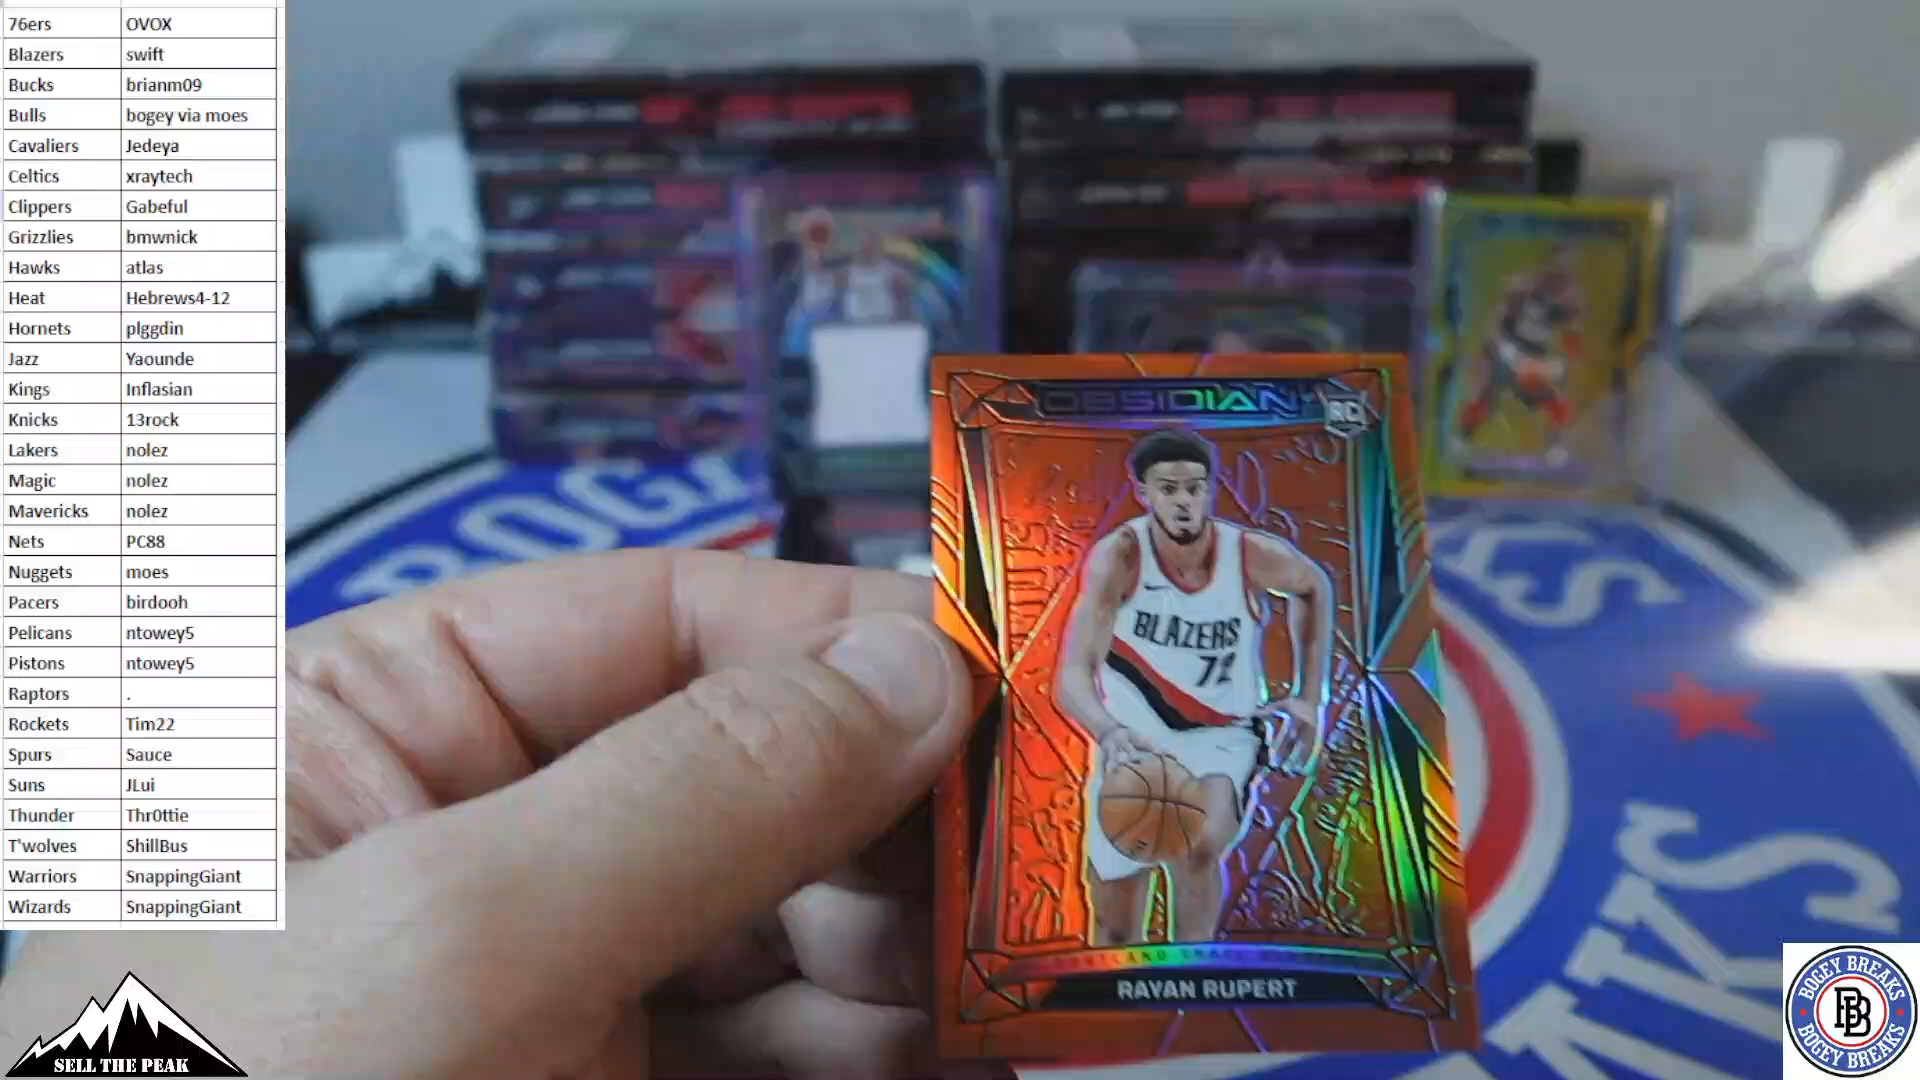 76ers OVOX
Blazers swift
Bucks brianm09
Bulls bogey via moes
Cavaliers Jedeya
Celtics xraytech
Clippers Gabeful
Grizzlies bmwnick
Hawks atlas
Heat Hebrews4-12
Hornets plggdin
Jazz Yaounde
Kings Inflasian
Knicks 13rock
Lakers nolez
Magic nolez
Mavericks nolez
Nets PC88
Nuggets moes
Pacers birdooh
Pelicans ntowey5
Pistons ntowey5
Raptors .
Rockets Tim22
Spurs Sauce
Suns JLui
Thunder Thr0ttie
T'wolves ShillBus
Warriors SnappingGiant
Wizards SnappingGiant
SELL THE PEAK
OBSIDIAN
RC
BLAZERS
RAYAN RUPERT
BOGEY BREAKS
BB
BOGEY BREAKS